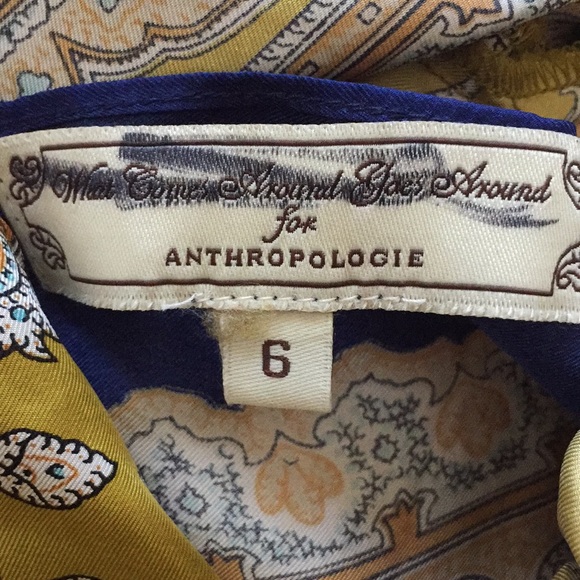 What Comes Around Goes Around
for
ANTHROPOLOGIE
6